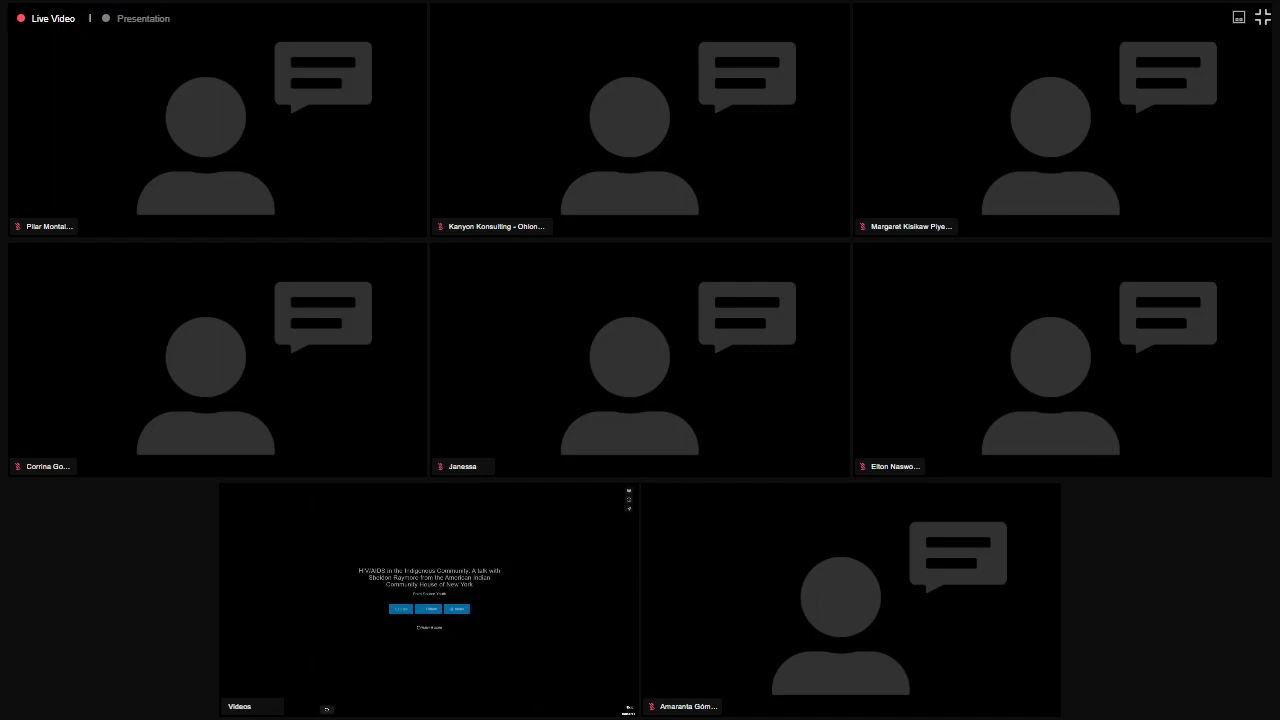 Live Video | Presentation
Pilar Montal...
Kanyon Konsulting - Ohlon...
Margaret Kisikaw Piye...
Corrina Go...
Janessa
Elton Naswo...
HIV/AIDS in the Indigenous Community: A talk with
Sheldon Raymore from the American Indian
Community House of New York
Videos
Amaranta Góm...